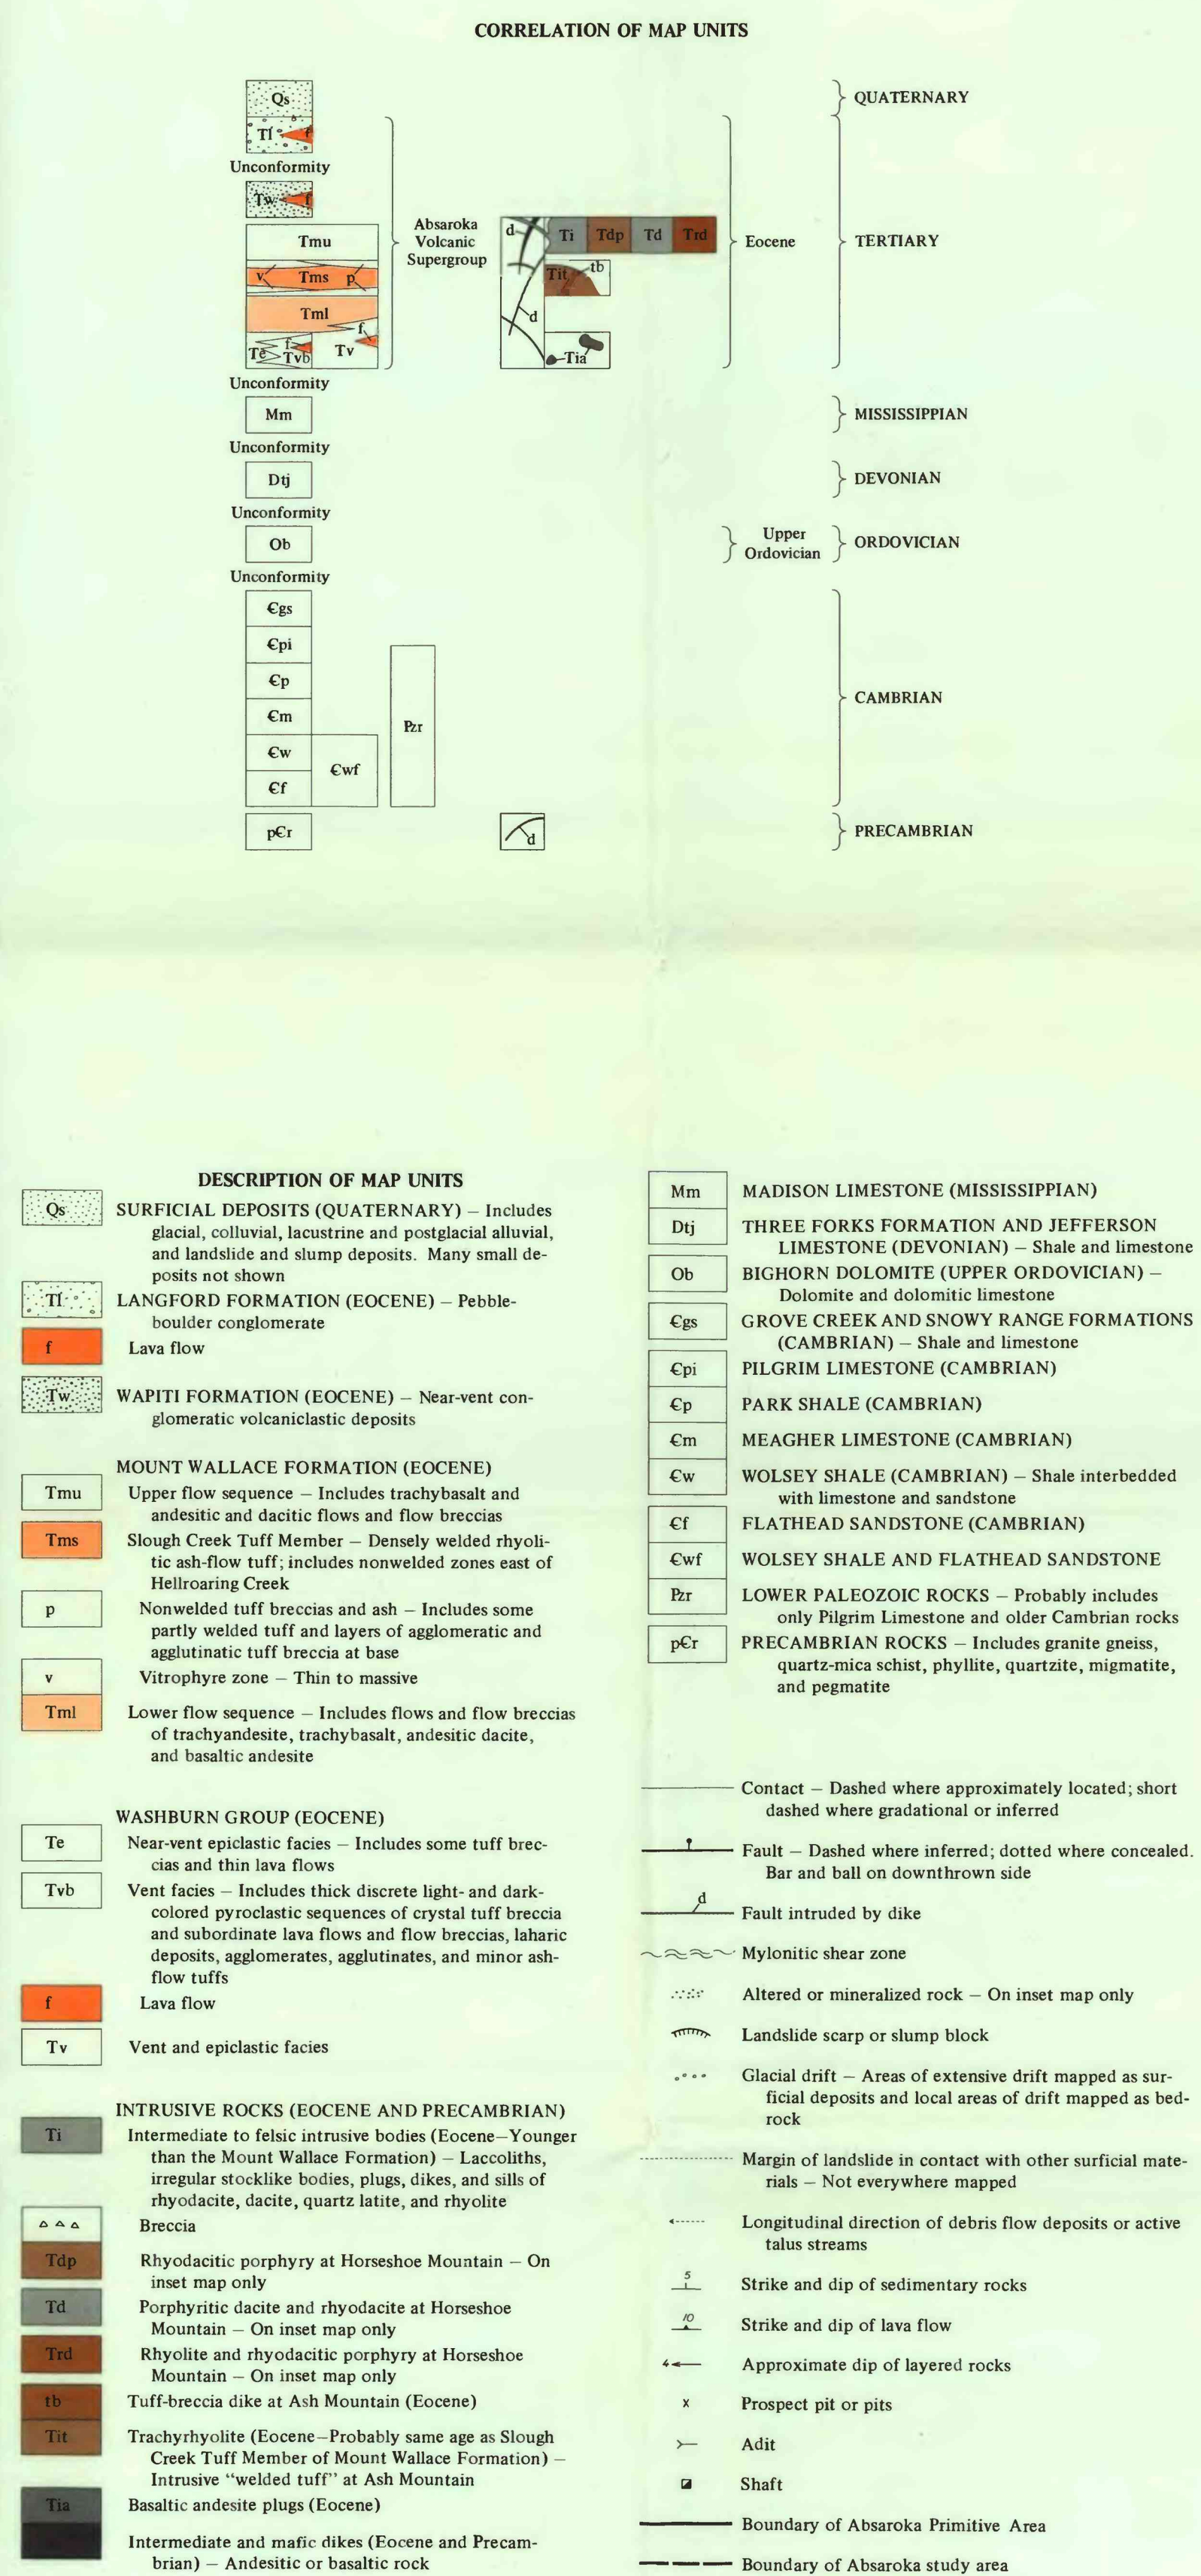 CORRELATION OF MAP UNITS
Qs
QUATERNARY
Tl f
Unconformity
Tw f
Absaroka
Volcanic
Supergroup
Tmu
d Ti Tdp Td Trd
Eocene
TERTIARY
v Tms p
Tit tb
Tml
d
f
Te f Tvb Tv
Tia
Unconformity
Mm
MISSISSIPPIAN
Unconformity
Dtj
DEVONIAN
Unconformity
Ob
Upper
Ordovician
ORDOVICIAN
Unconformity
Єgs
Єpi
Єp
CAMBRIAN
Єm
Pzr
Єw
Єwf
Єf
pЄr
d
PRECAMBRIAN
DESCRIPTION OF MAP UNITS
Qs SURFICIAL DEPOSITS (QUATERNARY) – Includes
glacial, colluvial, lacustrine and postglacial alluvial,
and landslide and slump deposits. Many small de-
posits not shown
Tl LANGFORD FORMATION (EOCENE) – Pebble-
boulder conglomerate
f Lava flow
Tw WAPITI FORMATION (EOCENE) – Near-vent con-
glomeratic volcaniclastic deposits
MOUNT WALLACE FORMATION (EOCENE)
Tmu Upper flow sequence – Includes trachybasalt and
andesitic and dacitic flows and flow breccias
Tms Slough Creek Tuff Member – Densely welded rhyoli-
tic ash-flow tuff; includes nonwelded zones east of
Hellroaring Creek
p Nonwelded tuff breccias and ash – Includes some
partly welded tuff and layers of agglomeratic and
agglutinatic tuff breccia at base
v Vitrophyre zone – Thin to massive
Tml Lower flow sequence – Includes flows and flow breccias
of trachyandesite, trachybasalt, andesitic dacite,
and basaltic andesite
WASHBURN GROUP (EOCENE)
Te Near-vent epiclastic facies – Includes some tuff brec-
cias and thin lava flows
Tvb Vent facies – Includes thick discrete light- and dark-
colored pyroclastic sequences of crystal tuff breccia
and subordinate lava flows and flow breccias, laharic
deposits, agglomerates, agglutinates, and minor ash-
flow tuffs
f Lava flow
Tv Vent and epiclastic facies
INTRUSIVE ROCKS (EOCENE AND PRECAMBRIAN)
Ti Intermediate to felsic intrusive bodies (Eocene–Younger
than the Mount Wallace Formation) – Laccoliths,
irregular stocklike bodies, plugs, dikes, and sills of
rhyodacite, dacite, quartz latite, and rhyolite
Breccia
Tdp Rhyodacitic porphyry at Horseshoe Mountain – On
inset map only
Td Porphyritic dacite and rhyodacite at Horseshoe
Mountain – On inset map only
Trd Rhyolite and rhyodacitic porphyry at Horseshoe
Mountain – On inset map only
tb Tuff-breccia dike at Ash Mountain (Eocene)
Tit Trachyrhyolite (Eocene–Probably same age as Slough
Creek Tuff Member of Mount Wallace Formation) –
Intrusive “welded tuff” at Ash Mountain
Tia Basaltic andesite plugs (Eocene)
Intermediate and mafic dikes (Eocene and Precam-
brian) – Andesitic or basaltic rock
Mm MADISON LIMESTONE (MISSISSIPPIAN)
Dtj THREE FORKS FORMATION AND JEFFERSON
LIMESTONE (DEVONIAN) – Shale and limestone
Ob BIGHORN DOLOMITE (UPPER ORDOVICIAN) –
Dolomite and dolomitic limestone
Єgs GROVE CREEK AND SNOWY RANGE FORMATIONS
(CAMBRIAN) – Shale and limestone
Єpi PILGRIM LIMESTONE (CAMBRIAN)
Єp PARK SHALE (CAMBRIAN)
Єm MEAGHER LIMESTONE (CAMBRIAN)
Єw WOLSEY SHALE (CAMBRIAN) – Shale interbedded
with limestone and sandstone
Єf FLATHEAD SANDSTONE (CAMBRIAN)
Єwf WOLSEY SHALE AND FLATHEAD SANDSTONE
Pzr LOWER PALEOZOIC ROCKS – Probably includes
only Pilgrim Limestone and older Cambrian rocks
pЄr PRECAMBRIAN ROCKS – Includes granite gneiss,
quartz-mica schist, phyllite, quartzite, migmatite,
and pegmatite
Contact – Dashed where approximately located; short
dashed where gradational or inferred
Fault – Dashed where inferred; dotted where concealed.
Bar and ball on downthrown side
d Fault intruded by dike
Mylonitic shear zone
Altered or mineralized rock – On inset map only
Landslide scarp or slump block
Glacial drift – Areas of extensive drift mapped as sur-
ficial deposits and local areas of drift mapped as bed-
rock
Margin of landslide in contact with other surficial mate-
rials – Not everywhere mapped
Longitudinal direction of debris flow deposits or active
talus streams
5 Strike and dip of sedimentary rocks
10 Strike and dip of lava flow
4 Approximate dip of layered rocks
x Prospect pit or pits
Adit
Shaft
Boundary of Absaroka Primitive Area
Boundary of Absaroka study area